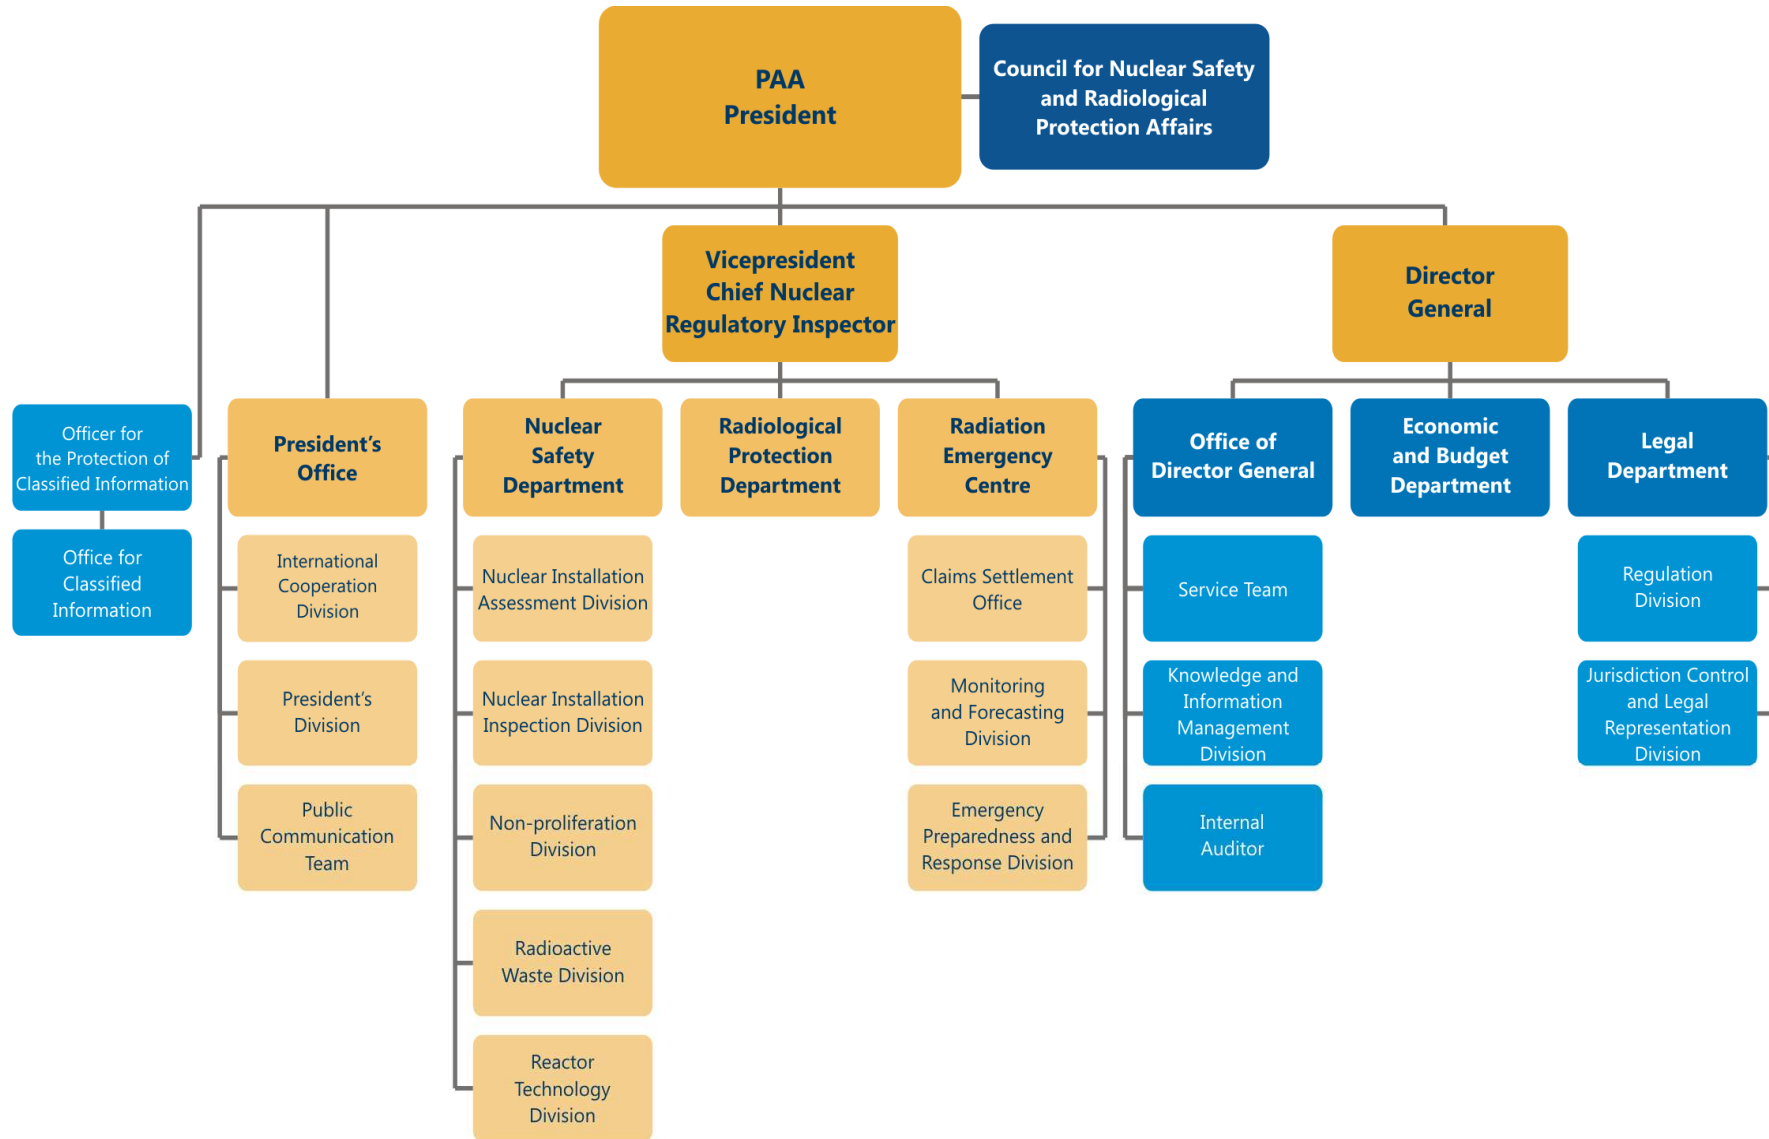 PAA
President
Council for Nuclear Safety
and Radiological
Protection Affairs
Vicepresident
Chief Nuclear
Regulatory Inspector
Director
General
Officer for
the Protection of
Classified Information
Office for
Classified
Information
President’s
Office
International
Cooperation
Division
President’s
Division
Public
Communication
Team
Nuclear
Safety
Department
Nuclear Installation
Assessment Division
Nuclear Installation
Inspection Division
Non-proliferation
Division
Radioactive
Waste Division
Reactor
Technology
Division
Radiological
Protection
Department
Radiation
Emergency
Centre
Claims Settlement
Office
Monitoring
and Forecasting
Division
Emergency
Preparedness and
Response Division
Office of
Director General
Service Team
Knowledge and
Information
Management
Division
Internal
Auditor
Economic
and Budget
Department
Legal
Department
Regulation
Division
Jurisdiction Control
and Legal
Representation
Division